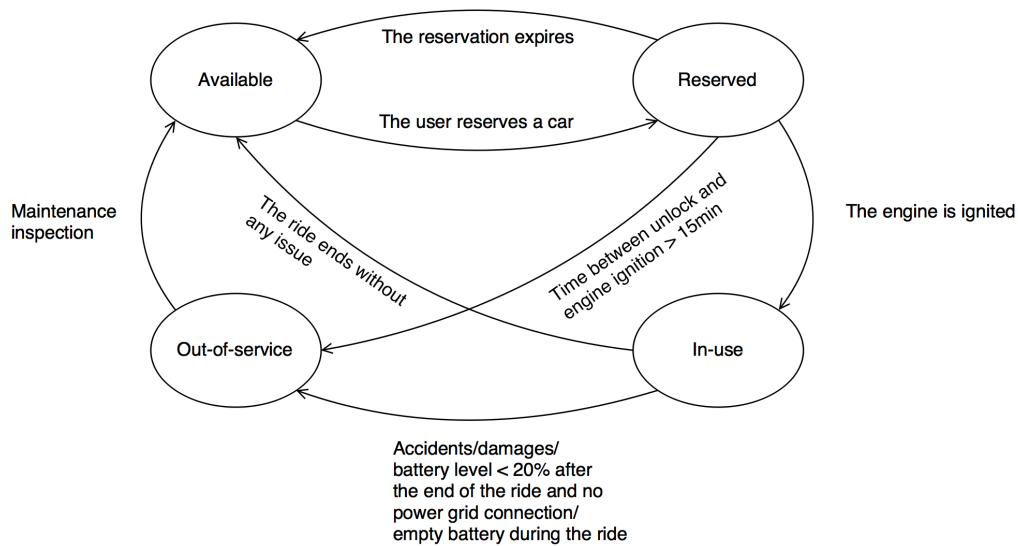 The reservation expires
Available
Reserved
The user reserves a car
Maintenance
inspection
The ride ends without
any issue
Time between unlock and
engine ignition > 15min
The engine is ignited
Out-of-service
In-use
Accidents/damages/
battery level < 20% after
the end of the ride and no
power grid connection/
empty battery during the ride